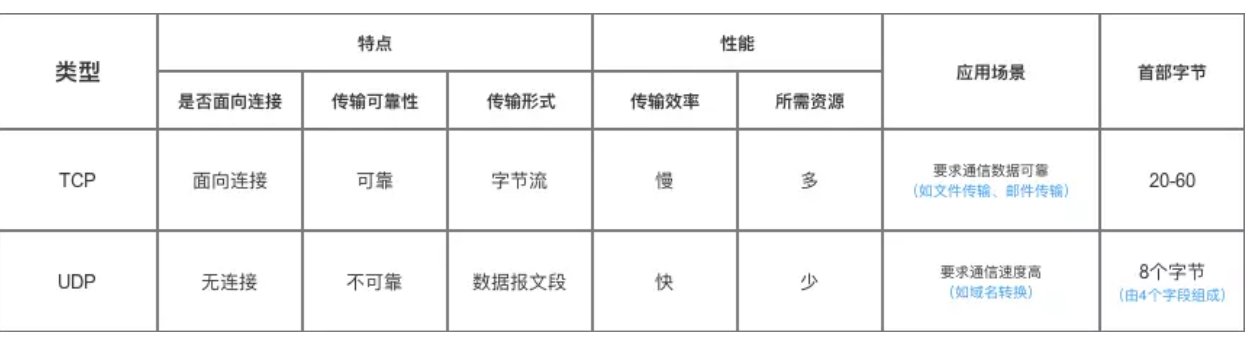 类型
特点
性能
应用场景
首部字节
是否面向连接
传输可靠性
传输形式
传输效率
所需资源
TCP
面向连接
可靠
字节流
慢
多
要求通信数据可靠
（如文件传输、邮件传输）
20-60
UDP
无连接
不可靠
数据报文段
快
少
要求通信速度高
（如域名转换）
8个字节
（由4个字段组成）